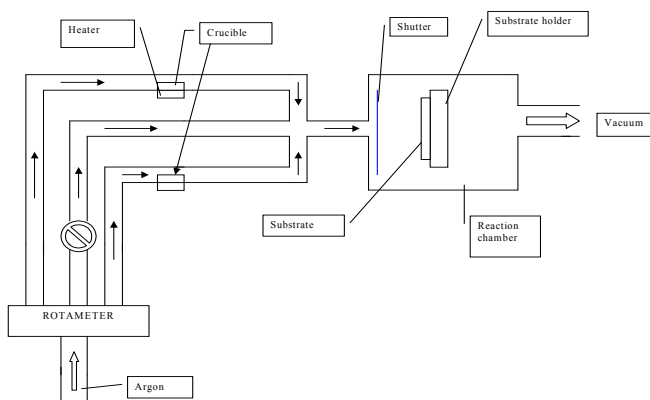 Heater
Crucible
Shutter
Substrate holder
Vacuum
Substrate
Reaction
chamber
ROTAMETER
Argon